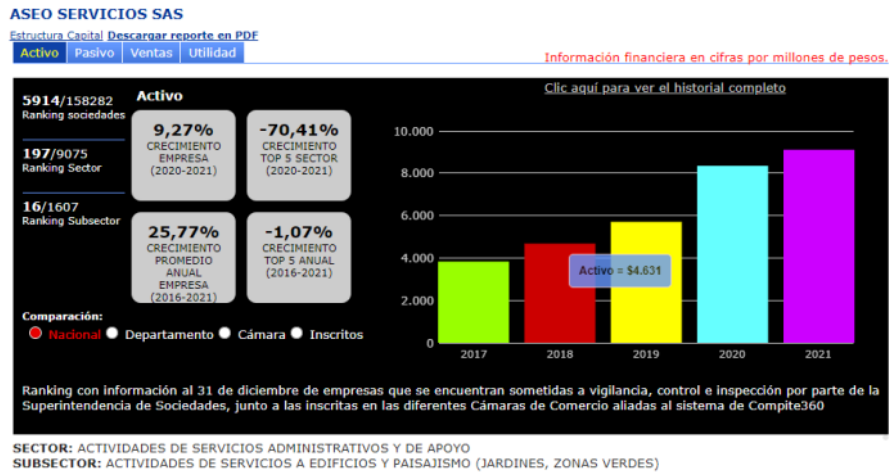 ASEO SERVICIOS SAS
Estructura Capital Descargar reporte en PDF
Activo Pasivo Ventas Utilidad
Información financiera en cifras por millones de pesos.
5914/158282
Ranking sociedades
197/9075
Ranking Sector
16/1607
Ranking Subsector
Activo
9,27%
CRECIMIENTO
EMPRESA
(2020-2021)
-70,41%
CRECIMIENTO
TOP 5 SECTOR
(2020-2021)
25,77%
CRECIMIENTO
PROMEDIO
ANUAL
EMPRESA
(2016-2021)
-1,07%
CRECIMIENTO
TOP 5 ANUAL
(2016-2021)
Comparación:
Nacional Departamento Cámara Inscritos
Clic aquí para ver el historial completo
10.000
8.000
6.000
4.000
2.000
0
Activo = $4.631
2017 2018 2019 2020 2021
Ranking con información al 31 de diciembre de empresas que se encuentran sometidas a vigilancia, control e inspección por parte de la
Superintendencia de Sociedades, junto a las inscritas en las diferentes Cámaras de Comercio aliadas al sistema de Compite360
SECTOR: ACTIVIDADES DE SERVICIOS ADMINISTRATIVOS Y DE APOYO
SUBSECTOR: ACTIVIDADES DE SERVICIOS A EDIFICIOS Y PAISAJISMO (JARDINES, ZONAS VERDES)